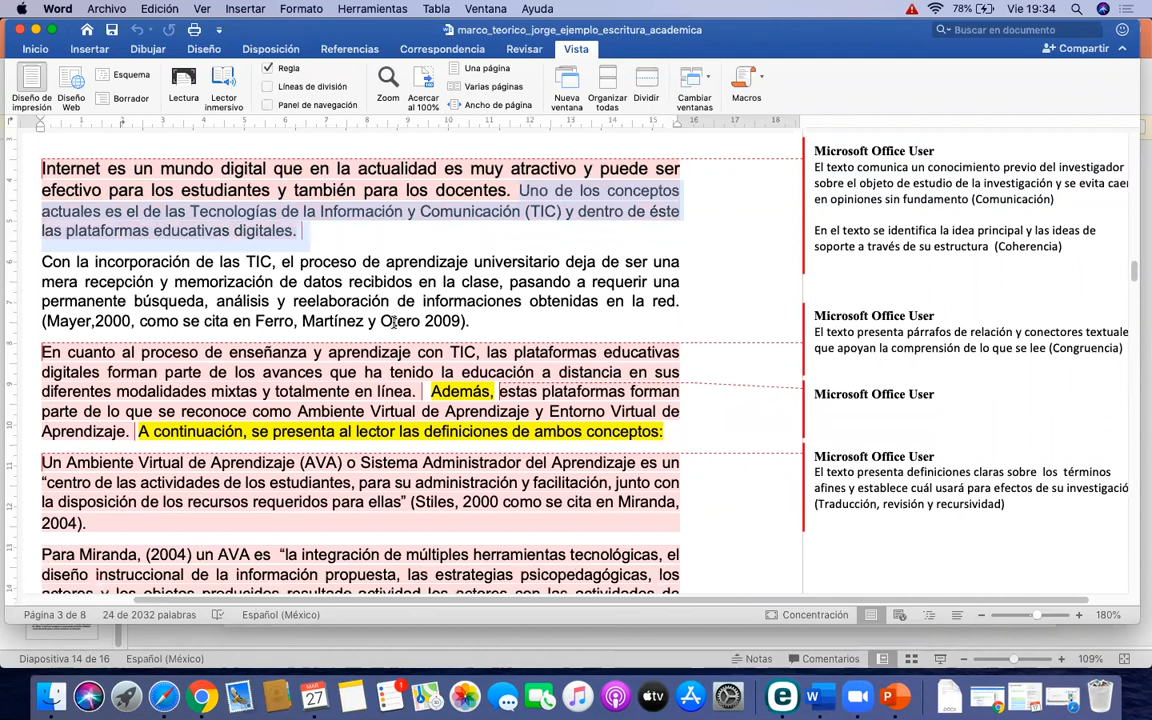 Word Archivo Edición Ver Insertar Formato Herramientas Tabla Ventana Ayuda 78% Vie 19:34
marco_teorico_jorge_ejemplo_escritura_academica
Buscar en documento
Inicio Insertar Dibujar Diseño Disposición Referencias Correspondencia Revisar Vista Compartir
Diseño de impresión
Diseño Web
Esquema
Borrador
Lectura
Lector inmersivo
Regla
Líneas de división
Panel de navegación
Zoom
Acercar al 100%
Una página
Varias páginas
Ancho de página
Nueva ventana
Organizar todas
Dividir
Cambiar ventanas
Macros
Internet es un mundo digital que en la actualidad es muy atractivo y puede ser
efectivo para los estudiantes y también para los docentes. Uno de los conceptos
actuales es el de las Tecnologías de la Información y Comunicación (TIC) y dentro de éste
las plataformas educativas digitales.
Con la incorporación de las TIC, el proceso de aprendizaje universitario deja de ser una
mera recepción y memorización de datos recibidos en la clase, pasando a requerir una
permanente búsqueda, análisis y reelaboración de informaciones obtenidas en la red.
(Mayer,2000, como se cita en Ferro, Martínez y Otero 2009).
En cuanto al proceso de enseñanza y aprendizaje con TIC, las plataformas educativas
digitales forman parte de los avances que ha tenido la educación a distancia en sus
diferentes modalidades mixtas y totalmente en línea. Además, estas plataformas forman
parte de lo que se reconoce como Ambiente Virtual de Aprendizaje y Entorno Virtual de
Aprendizaje. A continuación, se presenta al lector las definiciones de ambos conceptos:
Un Ambiente Virtual de Aprendizaje (AVA) o Sistema Administrador del Aprendizaje es un
“centro de las actividades de los estudiantes, para su administración y facilitación, junto con
la disposición de los recursos requeridos para ellas” (Stiles, 2000 como se cita en Miranda,
2004).
Para Miranda, (2004) un AVA es “la integración de múltiples herramientas tecnológicas, el
diseño instruccional de la información propuesta, las estrategias psicopedagógicas, los
actores y los objetos producidos resultado actividad los actores con las actividades de
Microsoft Office User
El texto comunica un conocimiento previo del investigador
sobre el objeto de estudio de la investigación y se evita caer
en opiniones sin fundamento (Comunicación)
En el texto se identifica la idea principal y las ideas de
soporte a través de su estructura (Coherencia)
Microsoft Office User
El texto presenta párrafos de relación y conectores textuale
que apoyan la comprensión de lo que se lee (Congruencia)
Microsoft Office User
Microsoft Office User
El texto presenta definiciones claras sobre los términos
afines y establece cuál usará para efectos de su investigació
(Traducción, revisión y recursividad)
Página 3 de 8 24 de 2032 palabras Español (México) Concentración 180%
Diapositiva 14 de 16 Español (México) Notas Comentarios 109%